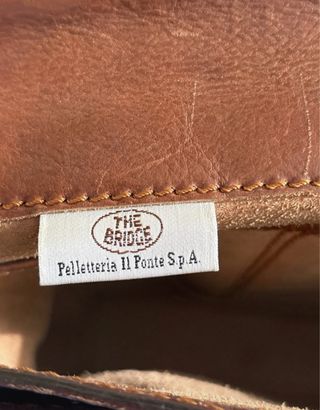 THE
BRIDGE
Pelletteria Il Ponte S.p.A.